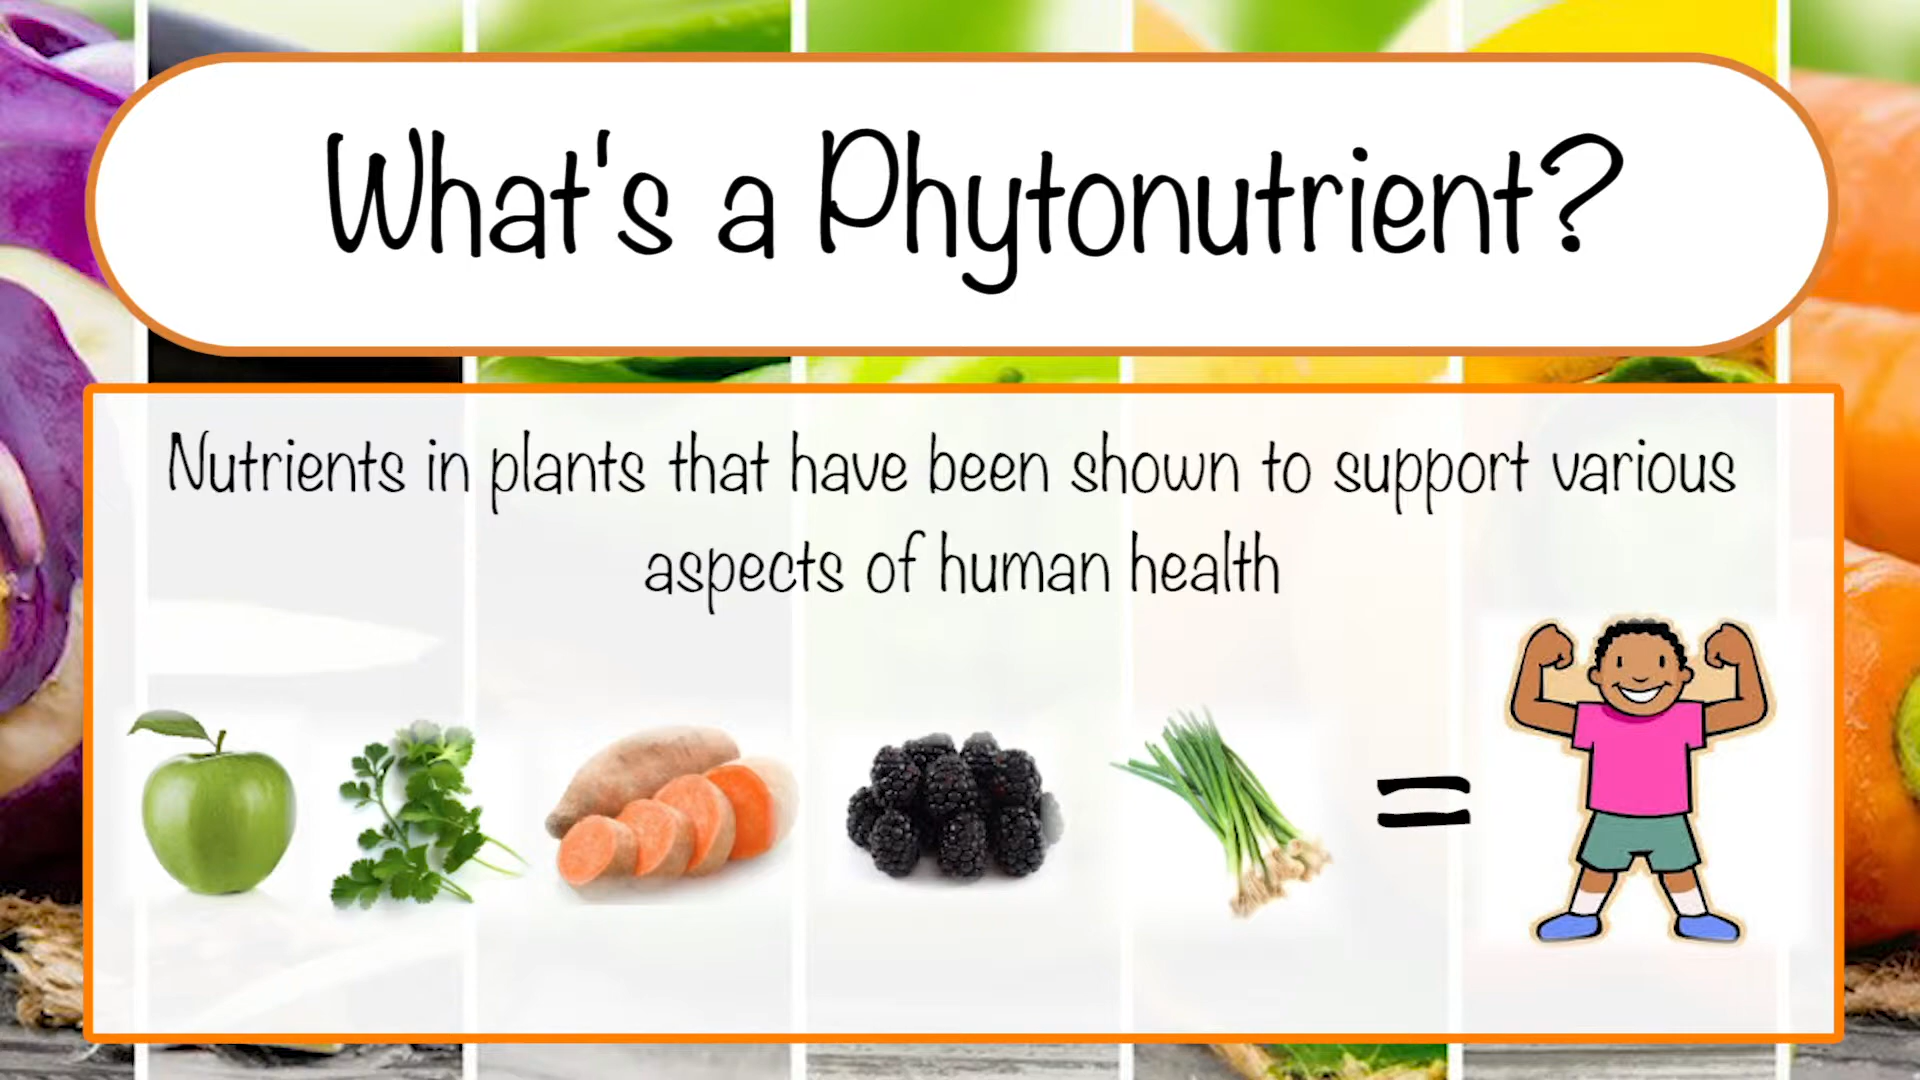 What's a Phytonutrient?
Nutrients in plants that have been shown to support various
aspects of human health
=